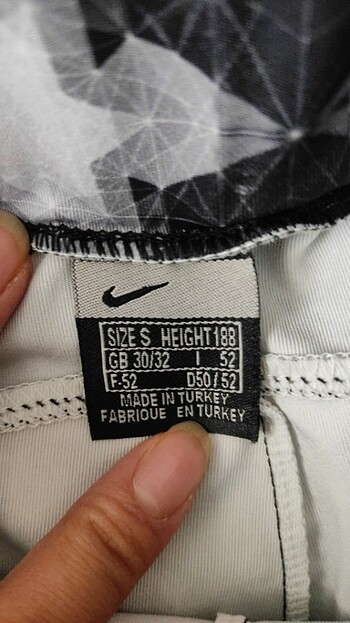 SIZE S HEIGHT 188
GB 30/32 I 52
F-52 D50/52
MADE IN TURKEY
FABRIQUE EN TURKEY